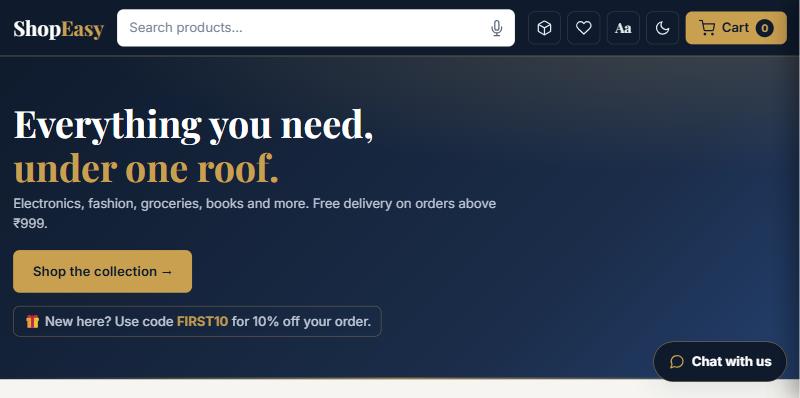 ShopEasy
Search products...
Aa
Cart 0
Everything you need,
under one roof.
Electronics, fashion, groceries, books and more. Free delivery on orders above
₹999.
Shop the collection →
New here? Use code FIRST10 for 10% off your order.
Chat with us